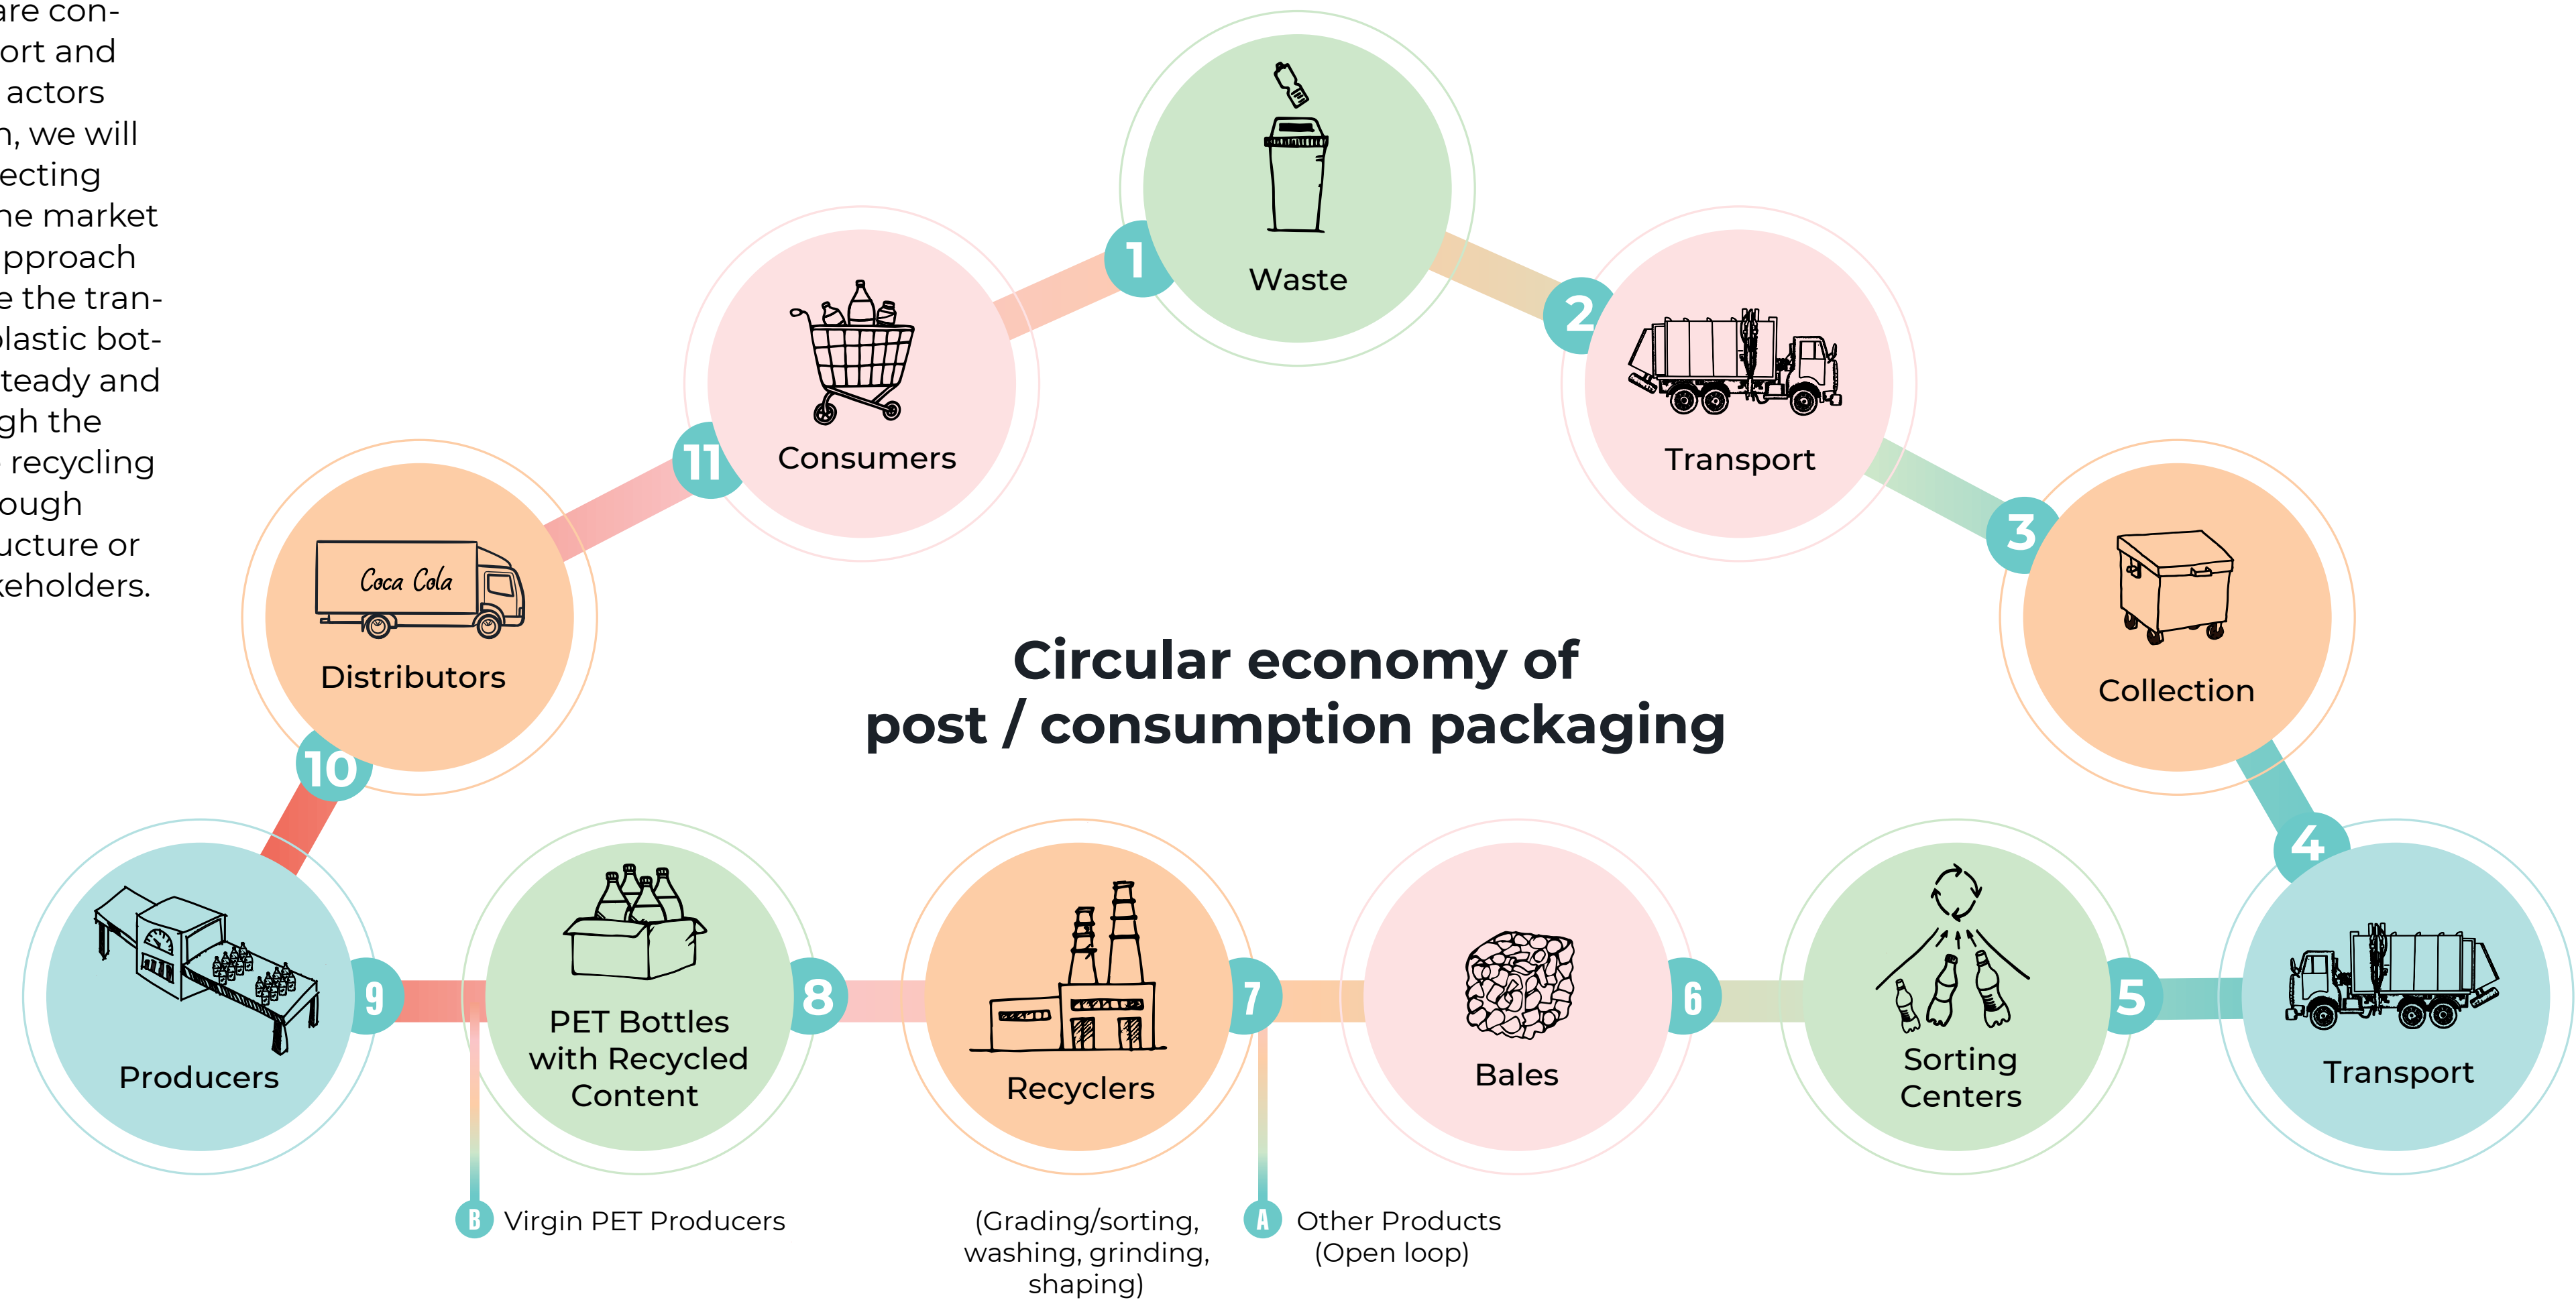 are con-
ort and
actors
n, we will
ecting
ne market
pproach
e the tran-
plastic bot-
teady and
gh the
e recycling
ough
ucture or
keholders.
Waste
1
2
Consumers
Transport
11
3
Coca Cola
Distributors
Collection
Circular economy of
post / consumption packaging
10
4
Producers
9
PET Bottles
with Recycled
Content
8
Recyclers
7
Bales
6
Sorting
Centers
5
Transport
B Virgin PET Producers
(Grading/sorting,
washing, grinding,
shaping)
A Other Products
(Open loop)